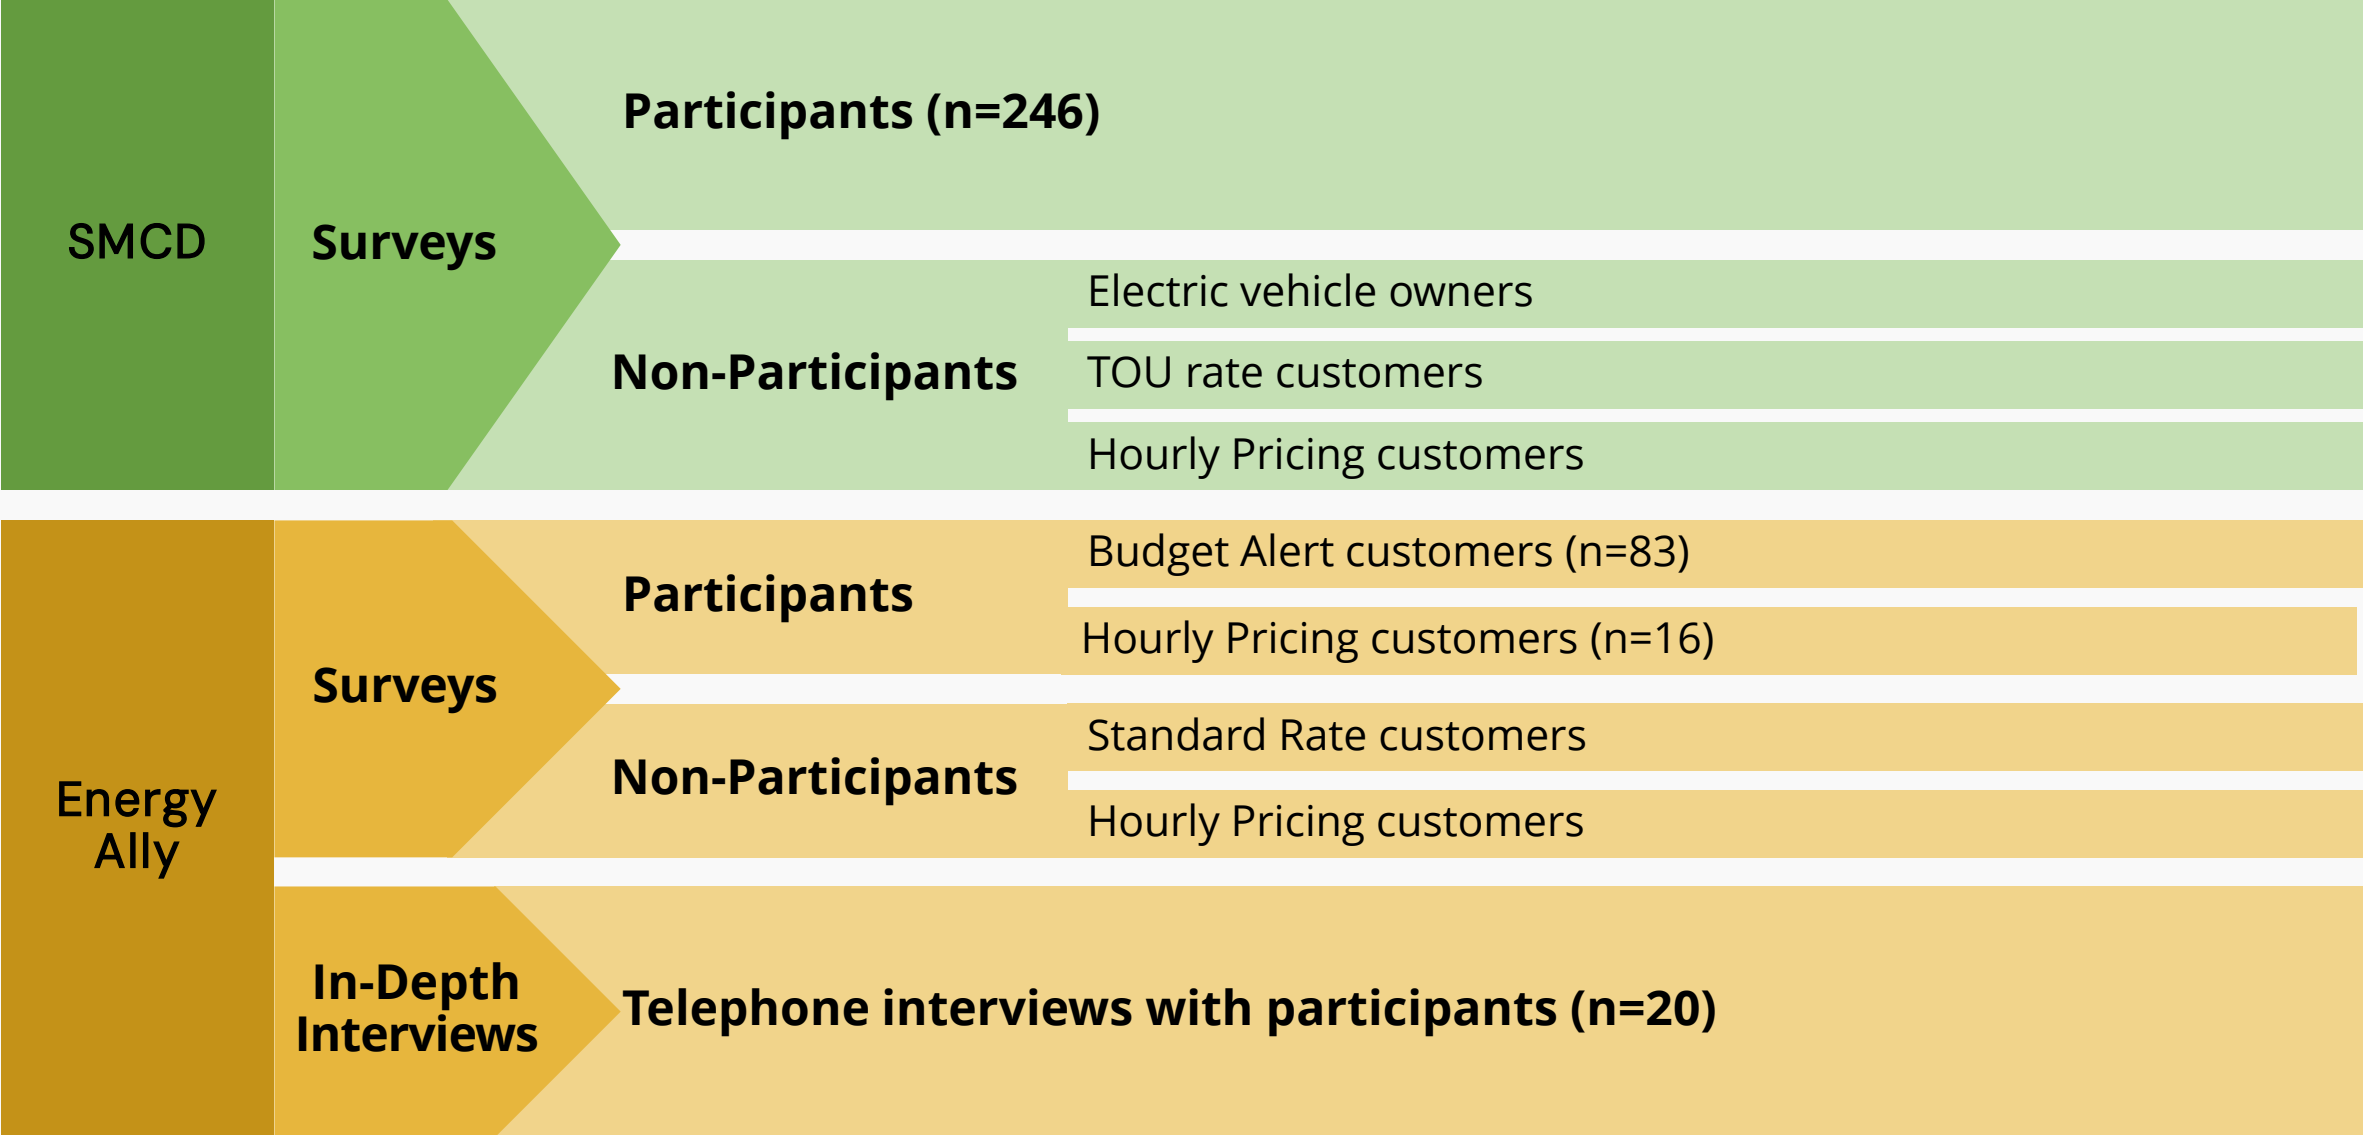 SMCD
Surveys
Participants (n=246)
Non-Participants
Electric vehicle owners
TOU rate customers
Hourly Pricing customers
Energy
Ally
Surveys
Participants
Budget Alert customers (n=83)
Hourly Pricing customers (n=16)
Non-Participants
Standard Rate customers
Hourly Pricing customers
In-Depth
Interviews
Telephone interviews with participants (n=20)